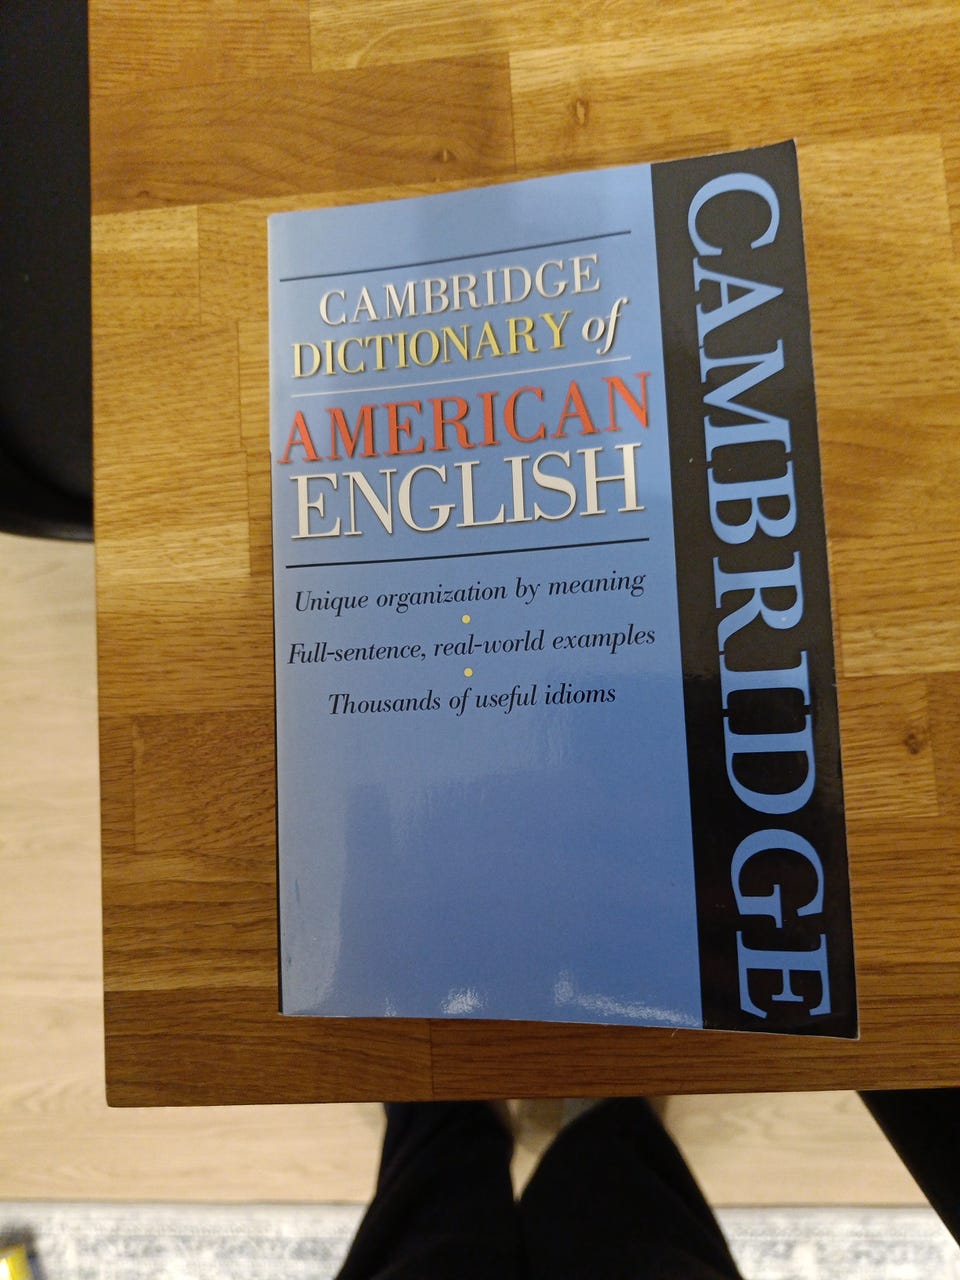 CAMBRIDGE
DICTIONARY of
AMERICAN
ENGLISH
Unique organization by meaning
Full-sentence, real-world examples
Thousands of useful idioms
CAMBRIDGE